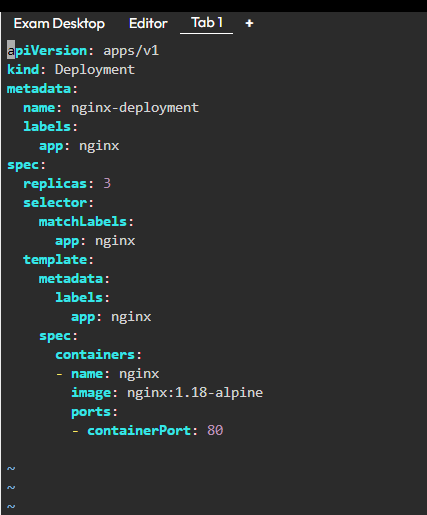 Exam Desktop Editor Tab 1 +
apiVersion: apps/v1
kind: Deployment
metadata:
  name: nginx-deployment
  labels:
    app: nginx
spec:
  replicas: 3
  selector:
    matchLabels:
      app: nginx
  template:
    metadata:
      labels:
        app: nginx
    spec:
      containers:
      - name: nginx
        image: nginx:1.18-alpine
        ports:
        - containerPort: 80
~
~
~